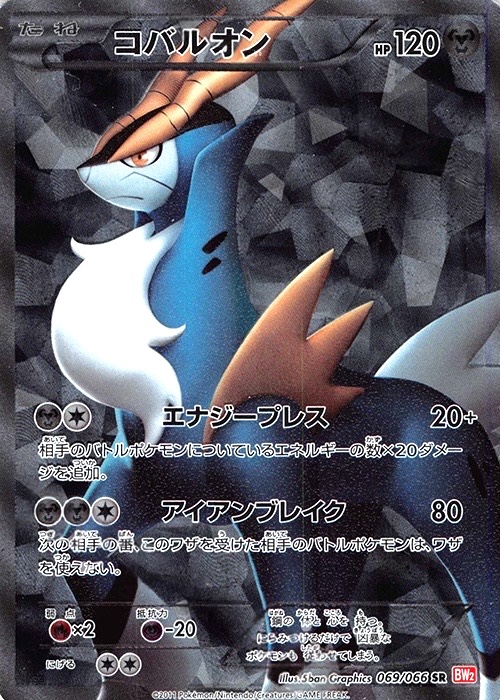 たね
コバルオン
HP120
エナジープレス 20+
相手のバトルポケモンについているエネルギーの数×20ダメー
ジを追加。
アイアンブレイク 80
次の相手の番、このワザを受けた相手のバトルポケモンは、ワザ
を使えない。
弱点 ×2 抵抗力 -20
にげる
鋼の体と心を持つ。
にらみつけるだけで凶暴な
ポケモンも従わせてしまう。
illus. 5ban Graphics 069/066 SR BW2
©2011 Pokémon/Nintendo/Creatures/GAME FREAK.